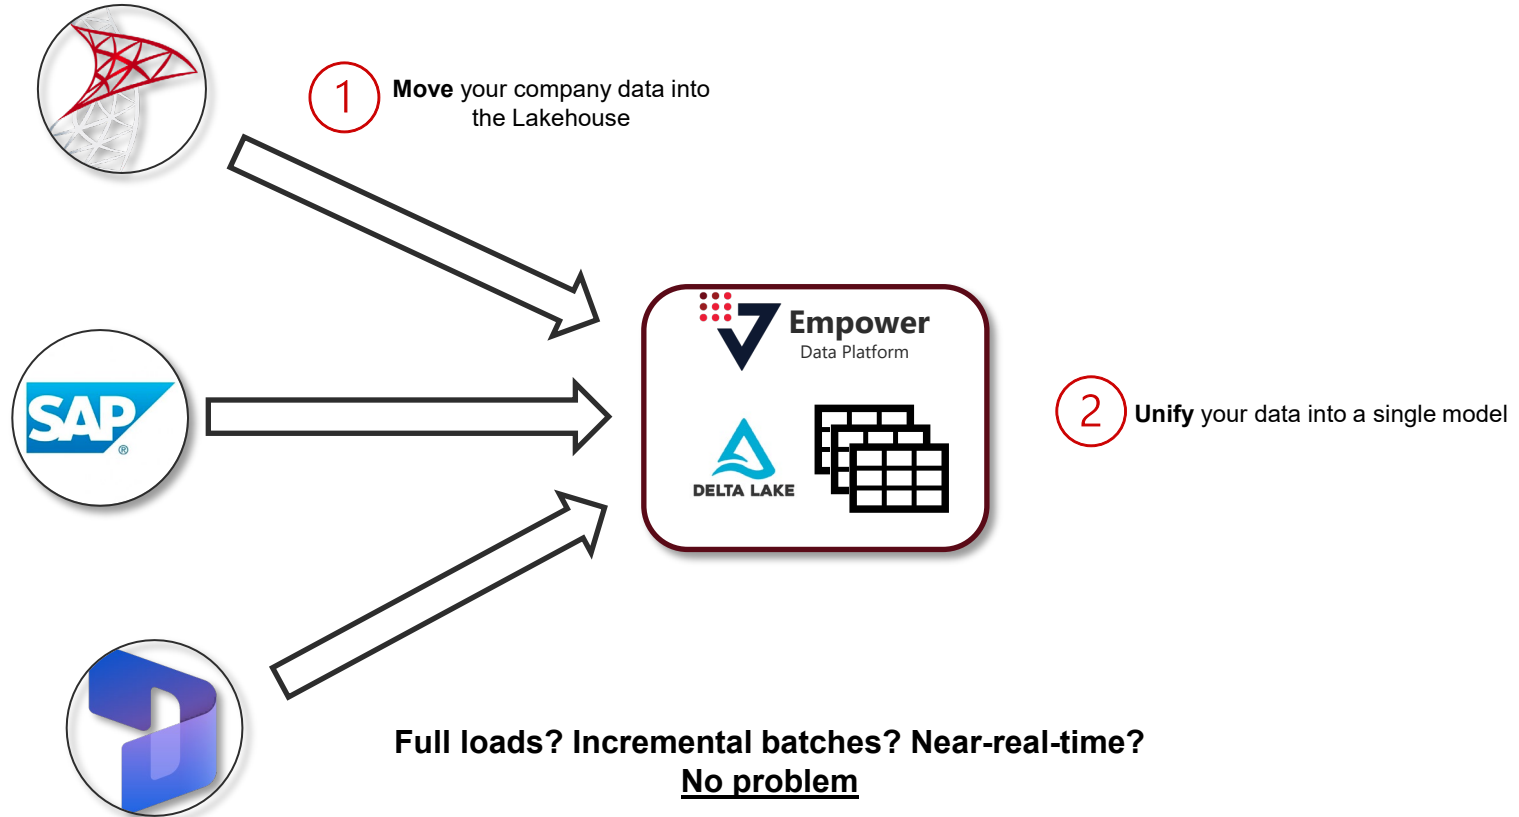 1
Move your company data into
the Lakehouse
Empower
Data Platform
SAP
®
DELTA LAKE
2
Unify your data into a single model
Full loads? Incremental batches? Near-real-time?
No problem